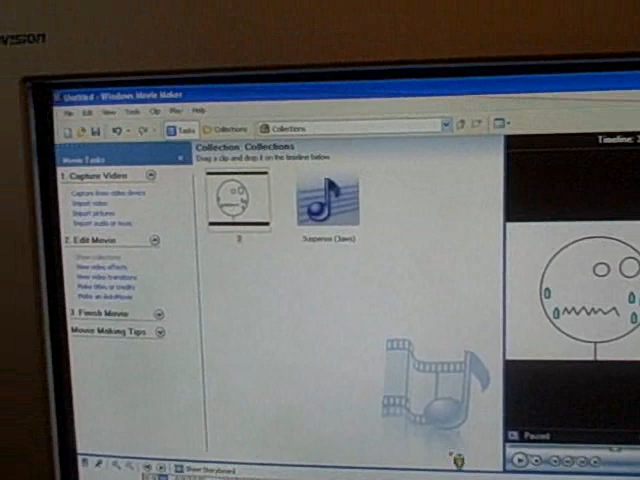 Untitled - Windows Movie Maker
File Edit View Tools Clip Play Help
Tasks Collections Collections
Movie Tasks
Collection: Collections
Drag a clip and drop it on the timeline below.
1. Capture Video
Capture from video device
Import video
Import pictures
Import audio or music
2. Edit Movie
Show collections
View video effects
View video transitions
Make titles or credits
Make an AutoMovie
3. Finish Movie
Movie Making Tips
Suspense (Jaws)
Timeline:
Paused
Show Storyboard